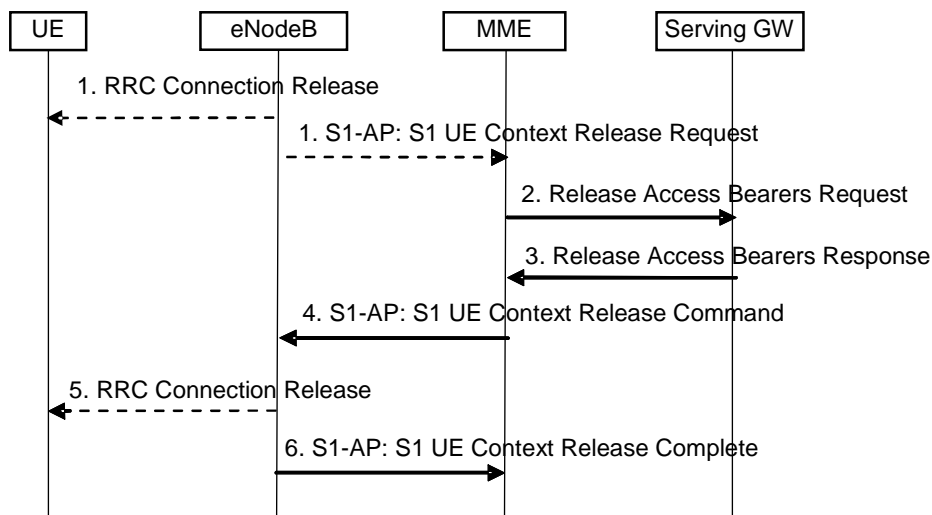 UE
eNodeB
MME
Serving GW
1. RRC Connection Release
1. S1-AP: S1 UE Context Release Request
2. Release Access Bearers Request
3. Release Access Bearers Response
4. S1-AP: S1 UE Context Release Command
5. RRC Connection Release
6. S1-AP: S1 UE Context Release Complete